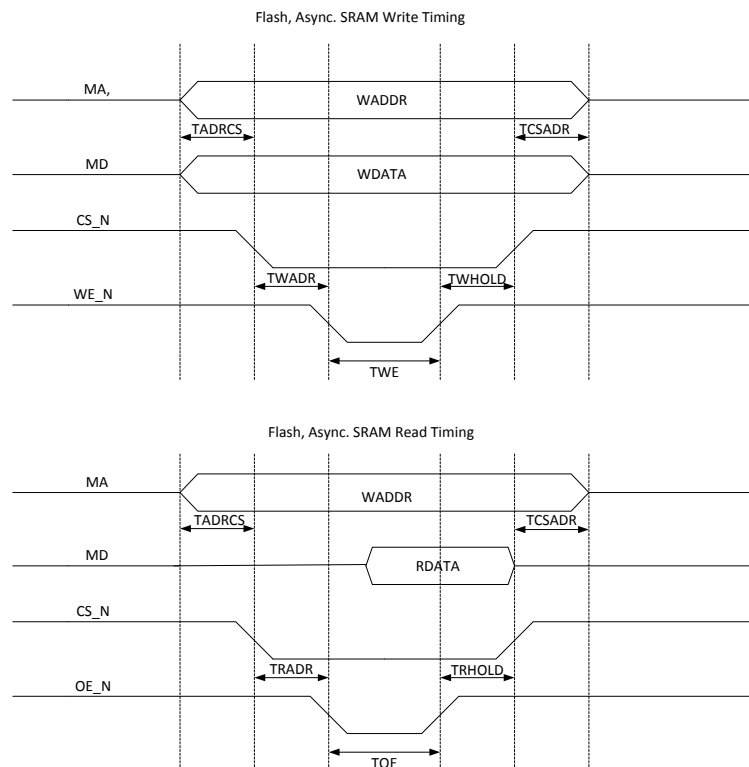 Flash, Async. SRAM Write Timing
MA,
WADDR
TADRCS
TCSADR
MD
WDATA
CS_N
TWADR
TWHOLD
WE_N
TWE
Flash, Async. SRAM Read Timing
MA
WADDR
TADRCS
TCSADR
MD
RDATA
CS_N
TRADR
TRHOLD
OE_N
TOE